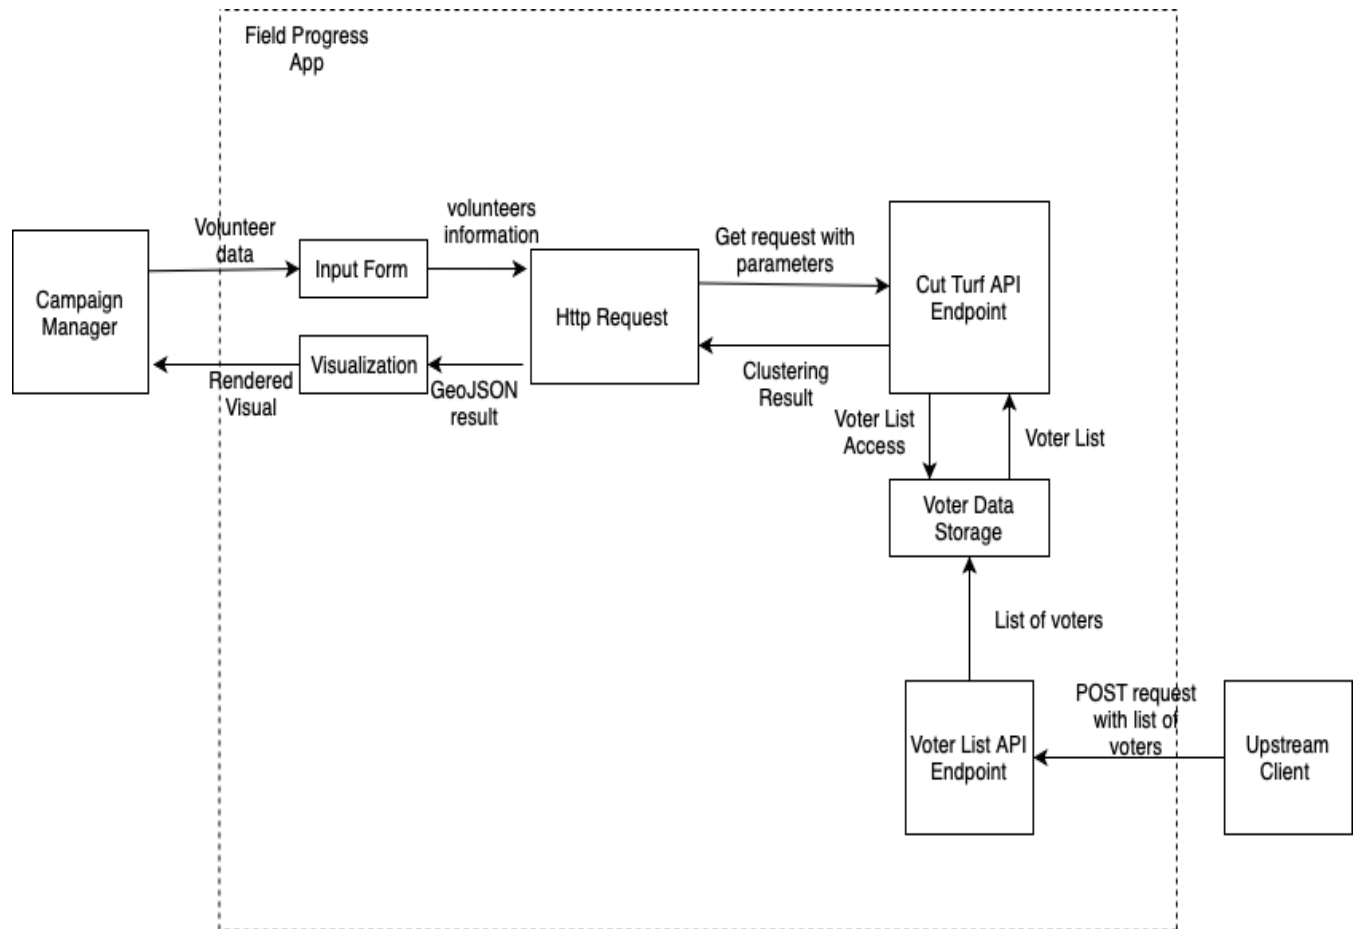 Field Progress
App
Volunteer
data
volunteers
information
Get request with
parameters
Campaign
Manager
Input Form
Http Request
Cut Turf API
Endpoint
Visualization
Rendered
Visual
GeoJSON
result
Clustering
Result
Voter List
Access
Voter List
Voter Data
Storage
List of voters
POST request
with list of
voters
Voter List API
Endpoint
Upstream
Client